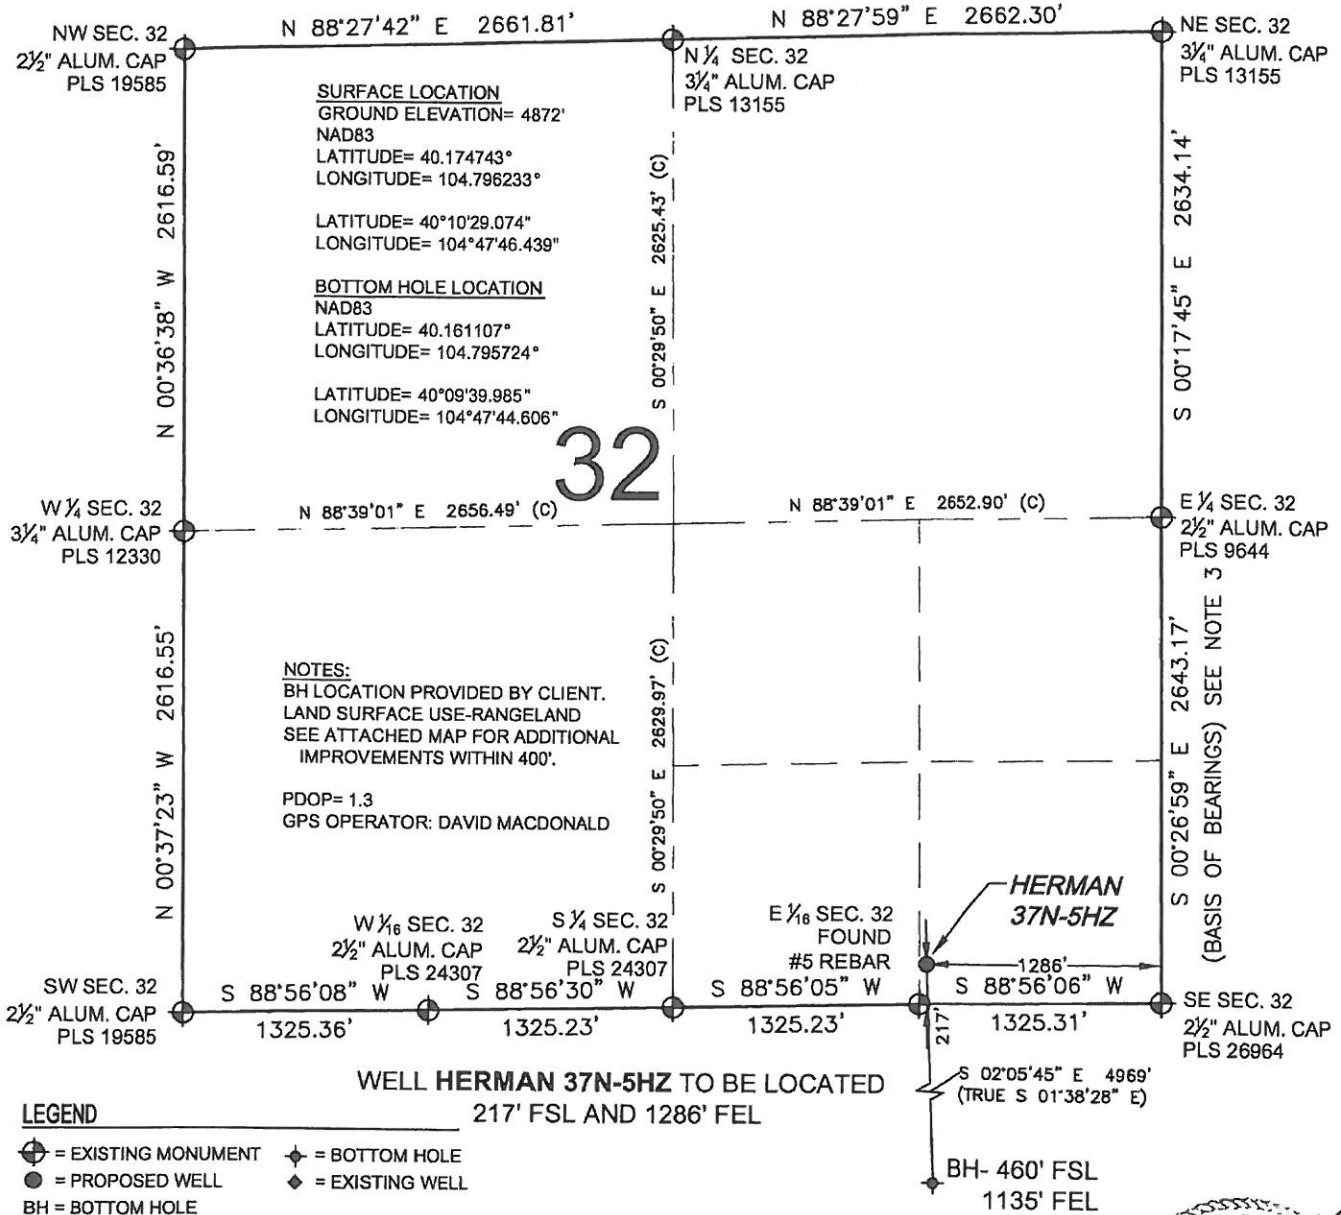 N 88°27'42" E 2661.81'
N 88°27'59" E 2662.30'
NW SEC. 32
2½" ALUM. CAP
PLS 19585
N ¼ SEC. 32
3¼" ALUM. CAP
PLS 13155
NE SEC. 32
3¼" ALUM. CAP
PLS 13155
SURFACE LOCATION
GROUND ELEVATION= 4872'
NAD83
LATITUDE= 40.174743°
LONGITUDE= 104.796233°
LATITUDE= 40°10'29.074"
LONGITUDE= 104°47'46.439"
BOTTOM HOLE LOCATION
NAD83
LATITUDE= 40.161107°
LONGITUDE= 104.795724°
LATITUDE= 40°09'39.985"
LONGITUDE= 104°47'44.606"
N 00°36'38" W 2616.59'
S 00°29'50" E 2625.43' (C)
S 00°17'45" E 2634.14'
32
W ¼ SEC. 32
3¼" ALUM. CAP
PLS 12330
N 88°39'01" E 2656.49' (C)
N 88°39'01" E 2652.90' (C)
E ¼ SEC. 32
2½" ALUM. CAP
PLS 9644
N 00°37'23" W 2616.55'
NOTES:
BH LOCATION PROVIDED BY CLIENT.
LAND SURFACE USE-RANGELAND
SEE ATTACHED MAP FOR ADDITIONAL
IMPROVEMENTS WITHIN 400'.
PDOP= 1.3
GPS OPERATOR: DAVID MACDONALD
S 00°29'50" E 2629.97' (C)
S 00°26'59" E 2643.17'
(BASIS OF BEARINGS) SEE NOTE 3
HERMAN
37N-5HZ
W 1/16 SEC. 32
2½" ALUM. CAP
PLS 24307
S ¼ SEC. 32
2½" ALUM. CAP
PLS 24307
E 1/16 SEC. 32
FOUND
#5 REBAR
1286'
SW SEC. 32
2½" ALUM. CAP
PLS 19585
S 88°56'08" W
1325.36'
S 88°56'30" W
1325.23'
S 88°56'05" W
1325.23'
S 88°56'06" W
1325.31'
217'
SE SEC. 32
2½" ALUM. CAP
PLS 26964
WELL HERMAN 37N-5HZ TO BE LOCATED
217' FSL AND 1286' FEL
S 02°05'45" E 4969'
(TRUE S 01°38'28" E)
BH- 460' FSL
1135' FEL
LEGEND
= EXISTING MONUMENT
= BOTTOM HOLE
= PROPOSED WELL
= EXISTING WELL
BH = BOTTOM HOLE